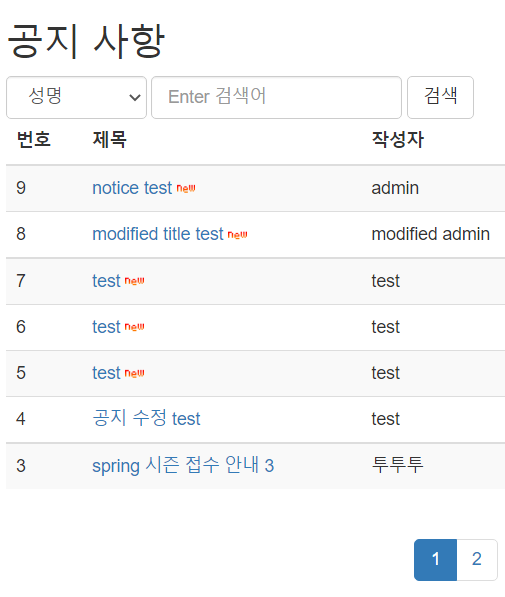 공지 사항
성명 Enter 검색어 검색
번호 제목 작성자
9 notice test new admin
8 modified title test new modified admin
7 test new test
6 test new test
5 test new test
4 공지 수정 test test
3 spring 시즌 접수 안내 3 투투투
1 2